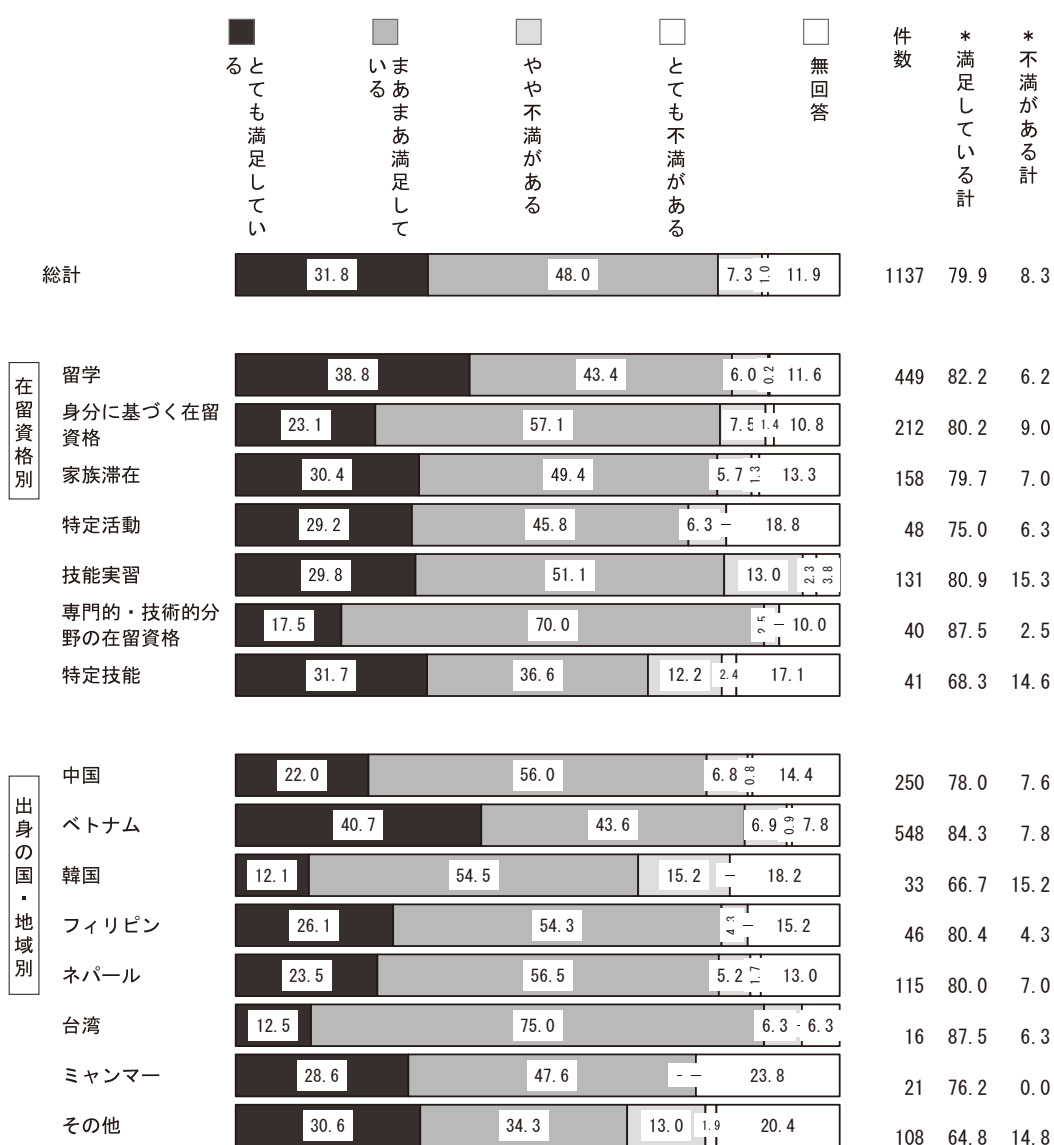 とても満足している
まあまあ満足している
やや不満がある
とても不満がある
無回答
件数
*満足している計
*不満がある計
総計 31.8 48.0 7.3 1.0 11.9 1137 79.9 8.3
在留資格別
留学 38.8 43.4 6.0 0.2 11.6 449 82.2 6.2
身分に基づく在留
資格 23.1 57.1 7.5 1.4 10.8 212 80.2 9.0
家族滞在 30.4 49.4 5.7 1.3 13.3 158 79.7 7.0
特定活動 29.2 45.8 6.3 - 18.8 48 75.0 6.3
技能実習 29.8 51.1 13.0 2.3 3.8 131 80.9 15.3
専門的・技術的分
野の在留資格 17.5 70.0 2.5 - 10.0 40 87.5 2.5
特定技能 31.7 36.6 12.2 2.4 17.1 41 68.3 14.6
出身の国・地域別
中国 22.0 56.0 6.8 0.8 14.4 250 78.0 7.6
ベトナム 40.7 43.6 6.9 0.9 7.8 548 84.3 7.8
韓国 12.1 54.5 15.2 - 18.2 33 66.7 15.2
フィリピン 26.1 54.3 4.3 - 15.2 46 80.4 4.3
ネパール 23.5 56.5 5.2 1.7 13.0 115 80.0 7.0
台湾 12.5 75.0 6.3 - 6.3 16 87.5 6.3
ミャンマー 28.6 47.6 - - 23.8 21 76.2 0.0
その他 30.6 34.3 13.0 1.9 20.4 108 64.8 14.8